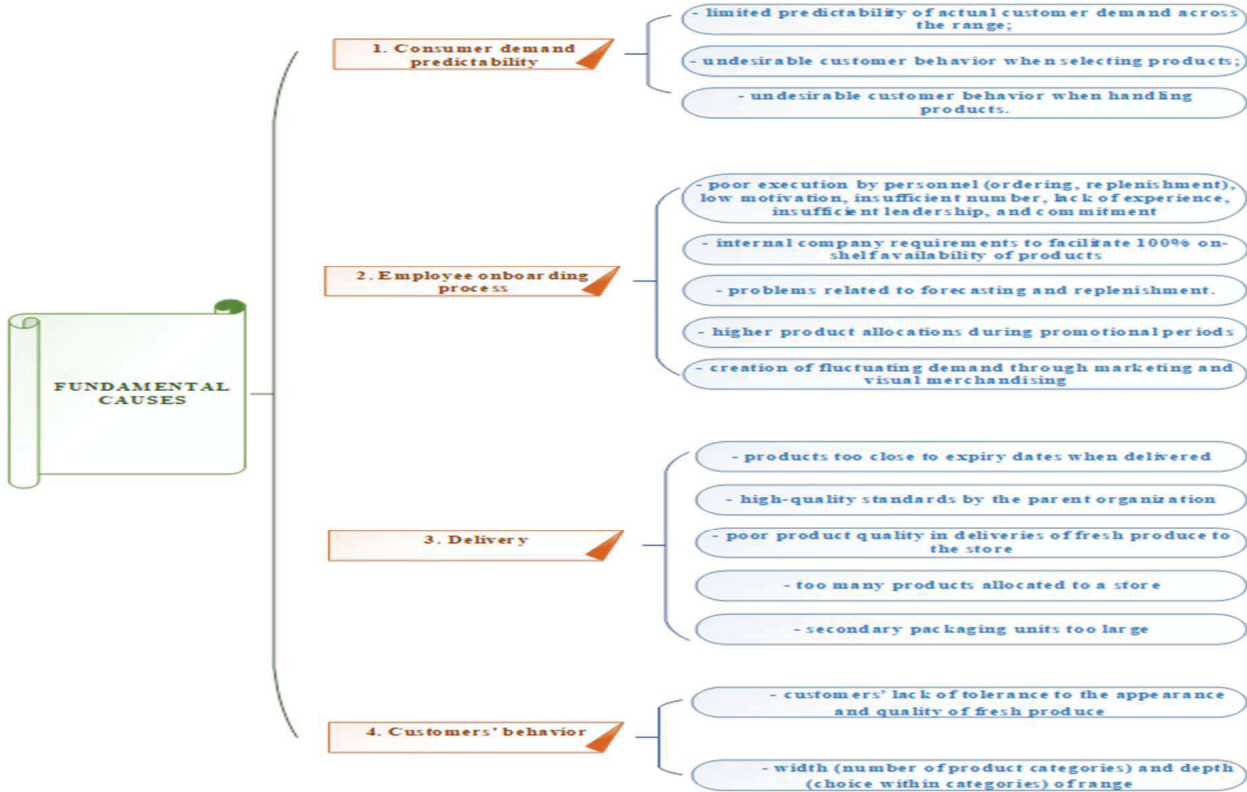 FUNDAMENTAL
CAUSES
1. Consumer demand
predictability
- limited predictability of actual customer demand across
the range;
- undesirable customer behavior when selecting products;
- undesirable customer behavior when handling
products.
2. Employee onboarding
process
- poor execution by personnel (ordering, replenishment),
low motivation, insufficient number, lack of experience,
insufficient leadership, and commitment
- internal company requirements to facilitate 100% on-
shelf availability of products
- problems related to forecasting and replenishment.
- higher product allocations during promotional periods
- creation of fluctuating demand through marketing and
visual merchandising
3. Delivery
- products too close to expiry dates when delivered
- high-quality standards by the parent organization
- poor product quality in deliveries of fresh produce to
the store
- too many products allocated to a store
- secondary packaging units too large
4. Customers' behavior
- customers' lack of tolerance to the appearance
and quality of fresh produce
- width (number of product categories) and depth
(choice within categories) of range